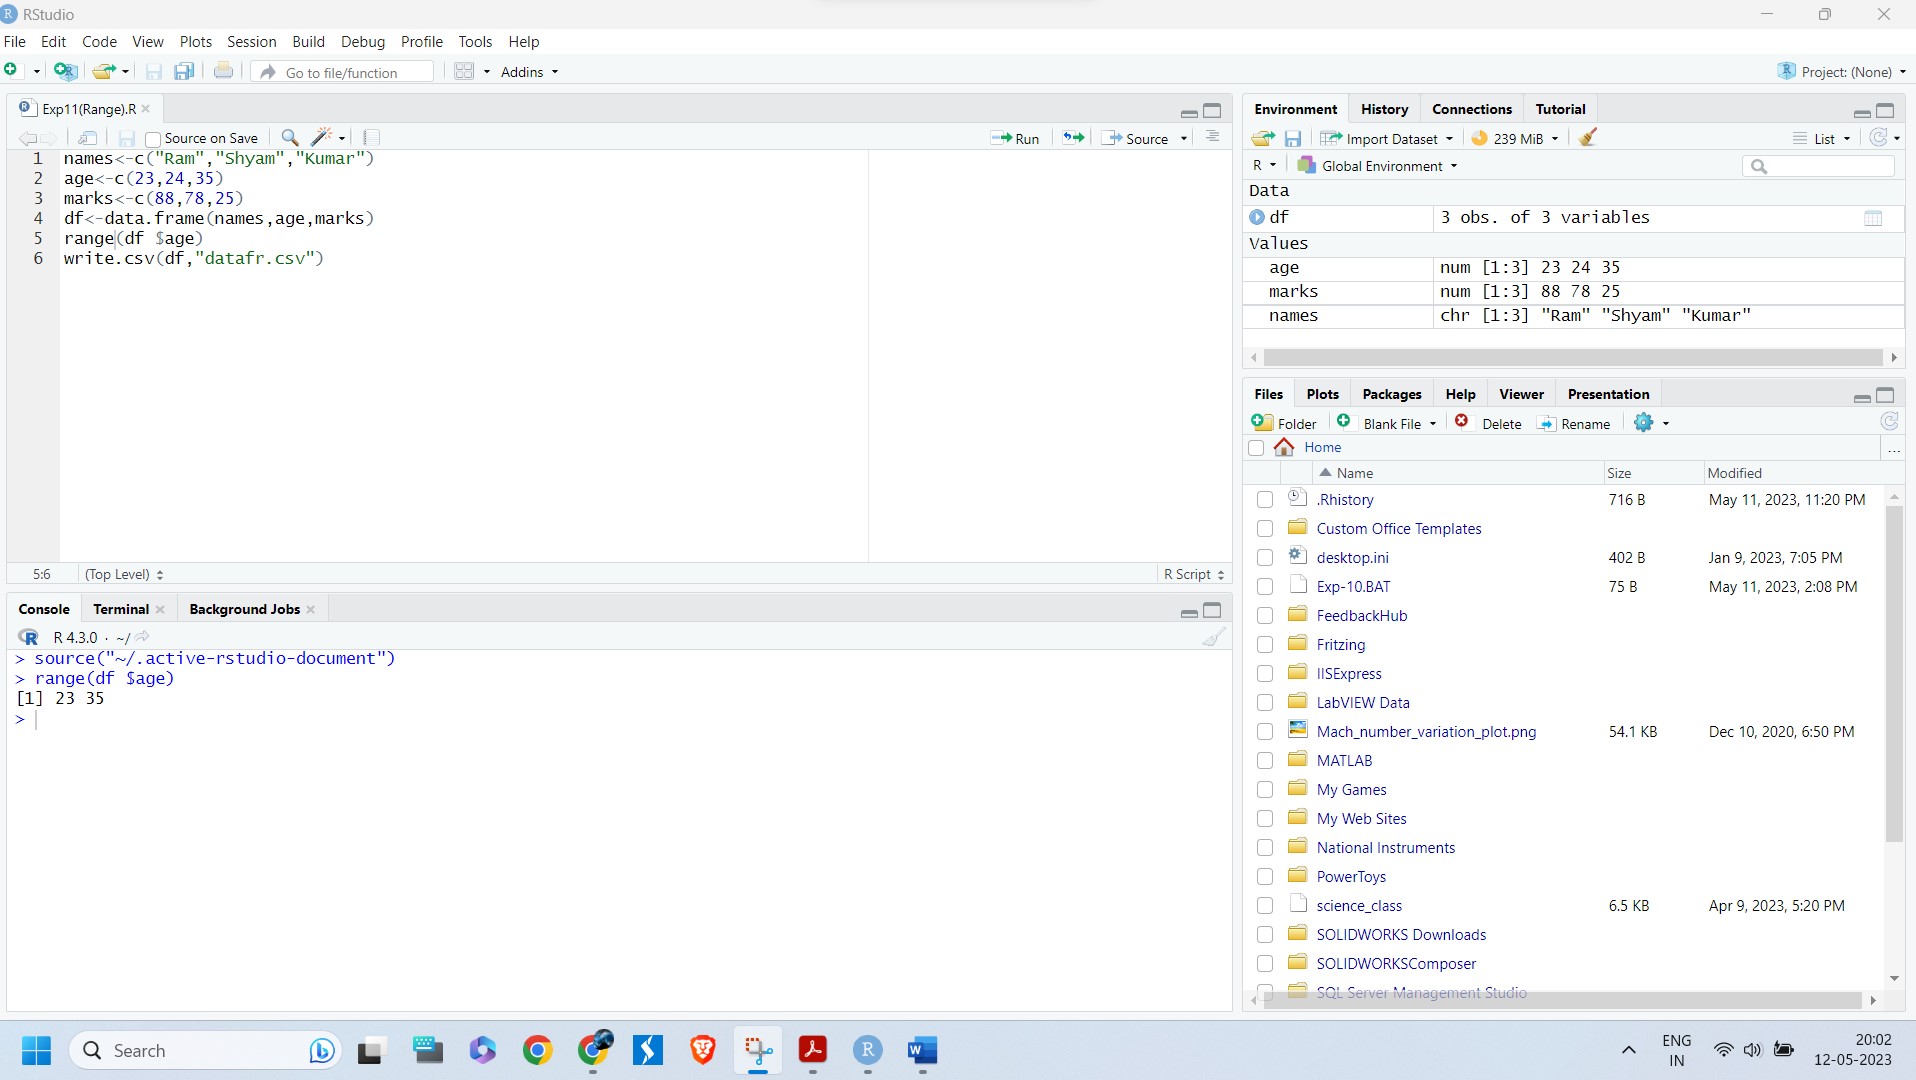 RStudio
File Edit Code View Plots Session Build Debug Profile Tools Help
Go to file/function Addins Project: (None)
Exp11(Range).R
Source on Save Run Source
1 names<-c("Ram","Shyam","Kumar")
2 age<-c(23,24,35)
3 marks<-c(88,78,25)
4 df<-data.frame(names,age,marks)
5 range(df $age)
6 write.csv(df,"datafr.csv")
5:6 (Top Level) R Script
Console Terminal Background Jobs
R 4.3.0 · ~/
> source("~/.active-rstudio-document")
> range(df $age)
[1] 23 35
>
Environment History Connections Tutorial
Import Dataset 239 MiB List
R Global Environment
Data
df 3 obs. of 3 variables
Values
age num [1:3] 23 24 35
marks num [1:3] 88 78 25
names chr [1:3] "Ram" "Shyam" "Kumar"
Files Plots Packages Help Viewer Presentation
Folder Blank File Delete Rename
Home ...
Name Size Modified
.Rhistory 716 B May 11, 2023, 11:20 PM
Custom Office Templates
desktop.ini 402 B Jan 9, 2023, 7:05 PM
Exp-10.BAT 75 B May 11, 2023, 2:08 PM
FeedbackHub
Fritzing
IISExpress
LabVIEW Data
Mach_number_variation_plot.png 54.1 KB Dec 10, 2020, 6:50 PM
MATLAB
My Games
My Web Sites
National Instruments
PowerToys
science_class 6.5 KB Apr 9, 2023, 5:20 PM
SOLIDWORKS Downloads
SOLIDWORKSComposer
SQL Server Management Studio
Search ENG 20:02
IN 12-05-2023